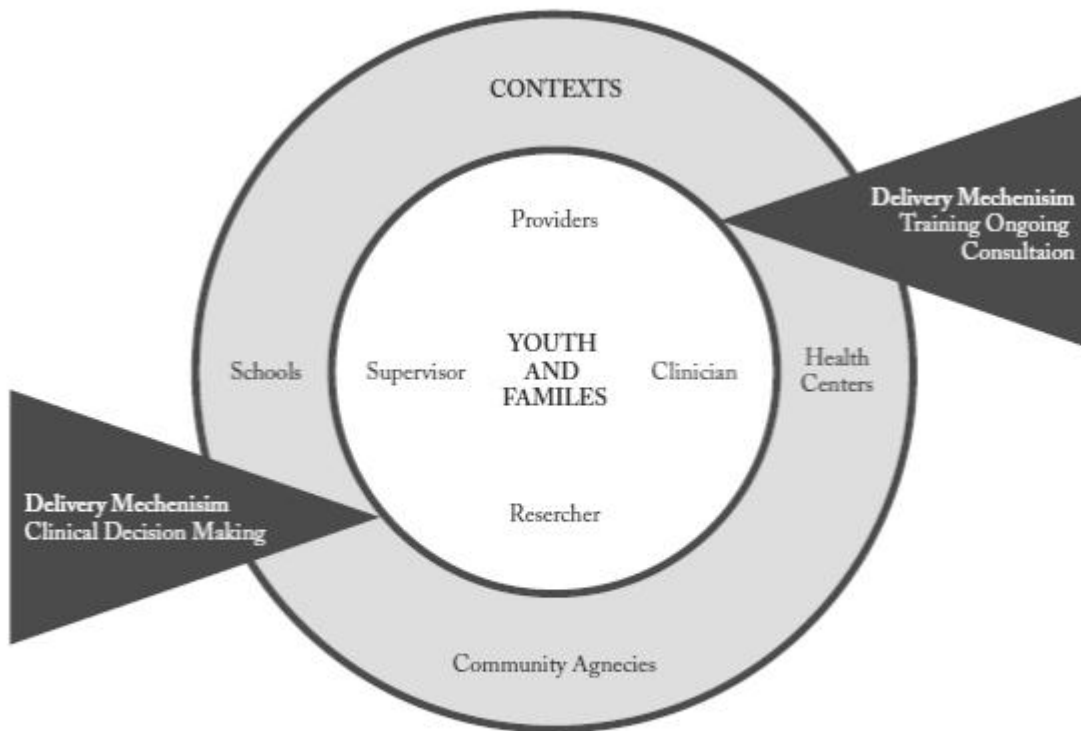 CONTEXTS
Delivery Mechenisim
Training Ongoing
Consultaion
Providers
Schools
Supervisor
YOUTH
AND
FAMILES
Clinician
Health
Centers
Delivery Mechenisim
Clinical Decision Making
Resercher
Community Agnecies